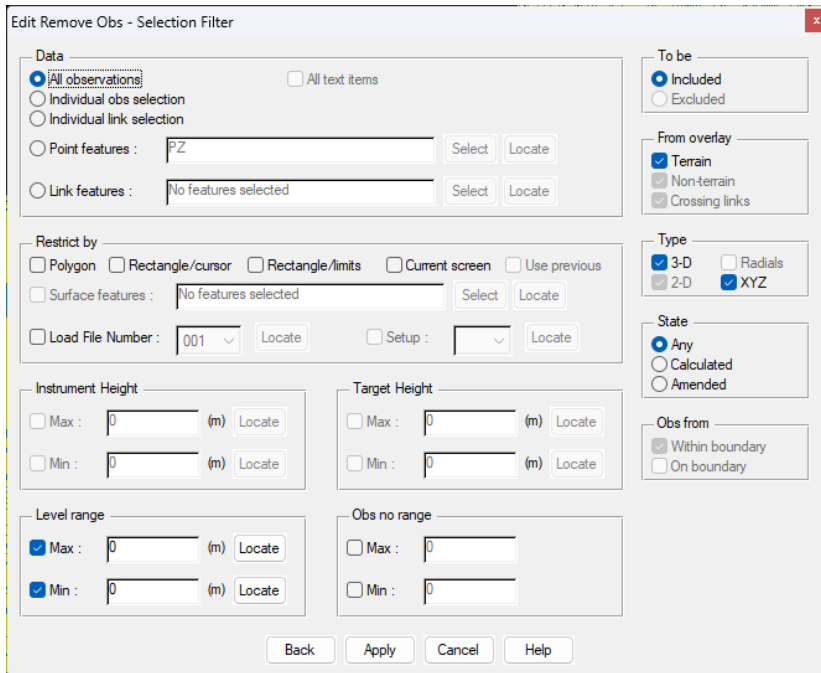 Edit Remove Obs - Selection Filter x
Data
All observations All text items
Individual obs selection
Individual link selection
Point features : PZ Select Locate
Link features : No features selected Select Locate
Restrict by
Polygon Rectangle/cursor Rectangle/limits Current screen Use previous
Surface features : No features selected Select Locate
Load File Number : 001 Locate Setup : Locate
Instrument Height
Max : 0 (m) Locate
Min : 0 (m) Locate
Target Height
Max : 0 (m) Locate
Min : 0 (m) Locate
Level range
Max : 0 (m) Locate
Min : 0 (m) Locate
Obs no range
Max : 0
Min : 0
To be
Included
Excluded
From overlay
Terrain
Non-terrain
Crossing links
Type
3-D Radials
2-D XYZ
State
Any
Calculated
Amended
Obs from
Within boundary
On boundary
Back Apply Cancel Help